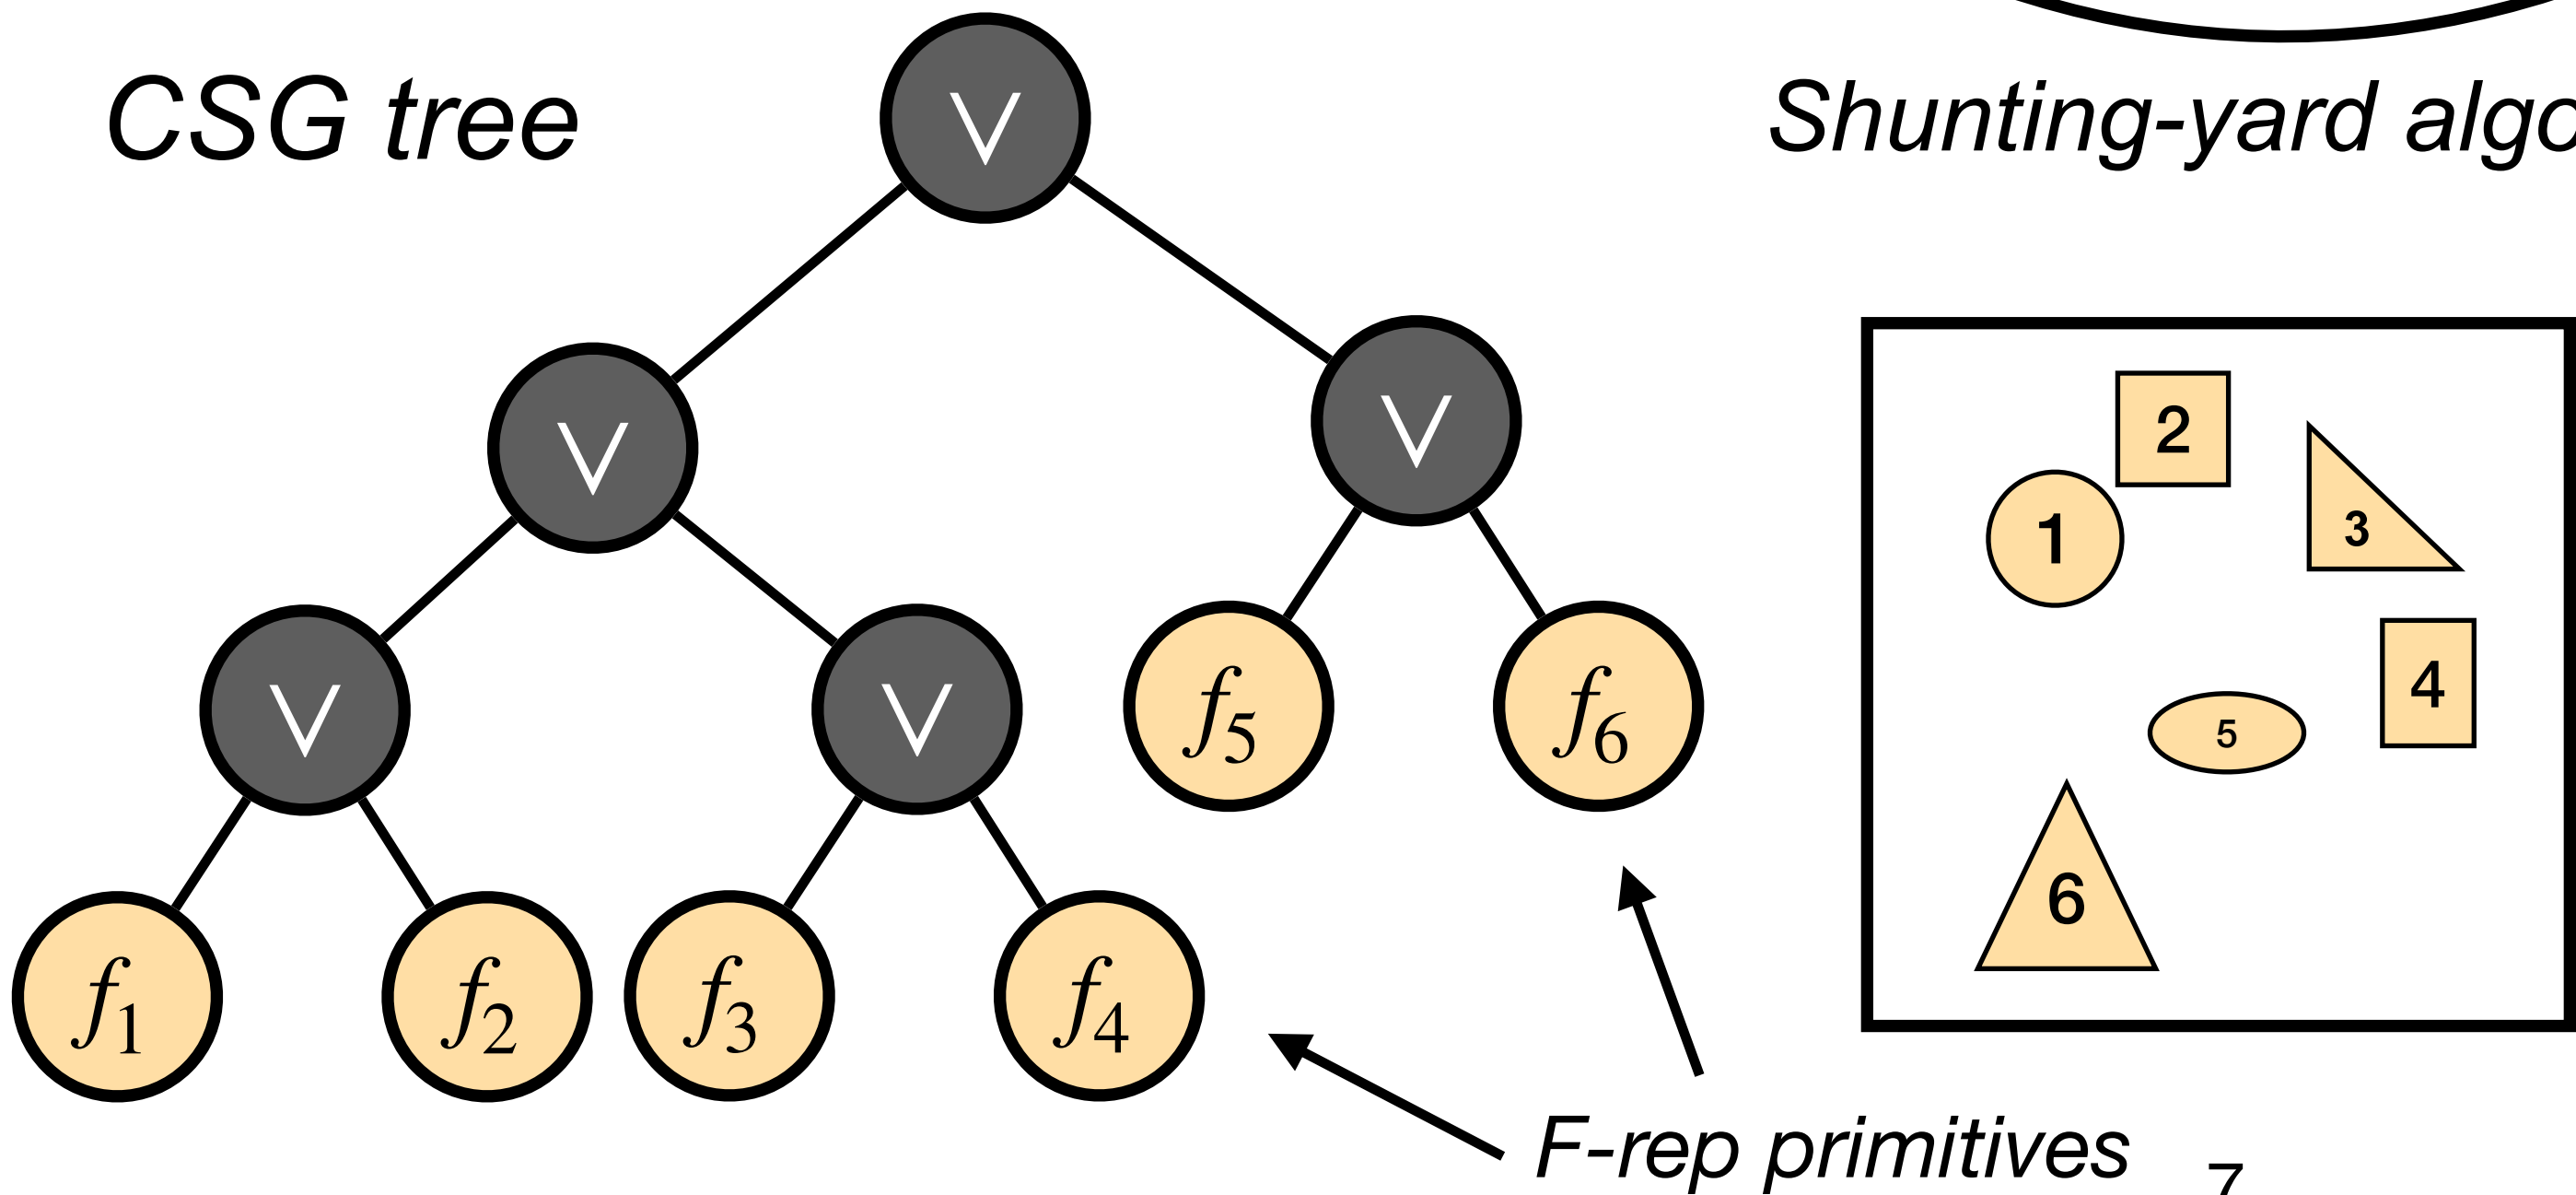 CSG tree
∨
Shunting-yard algo
∨
∨
∨
∨
f5
f6
f1
f2
f3
f4
2
3
1
4
5
6
F-rep primitives
7